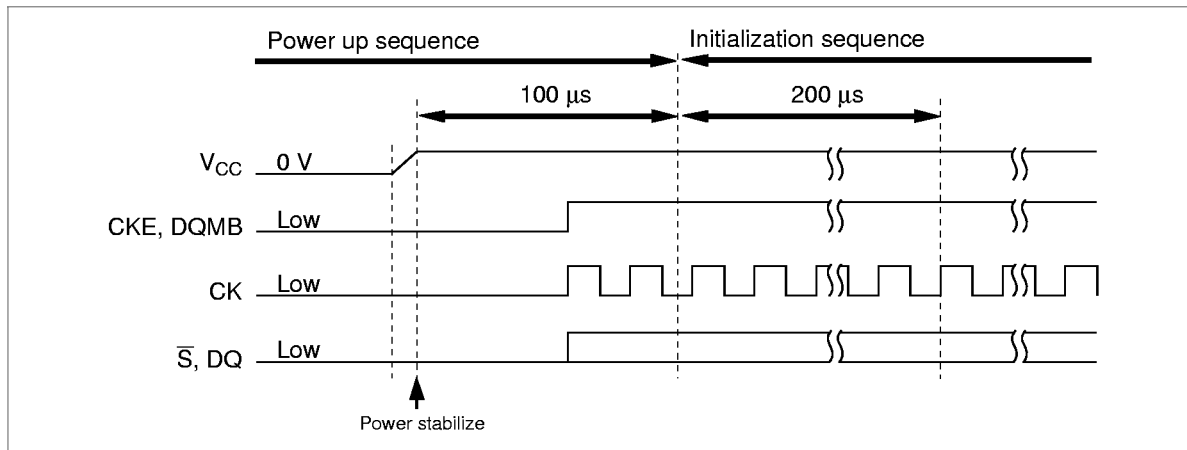 Power up sequence
Initialization sequence
100 μs
200 μs
VCC 0 V
CKE, DQMB Low
CK Low
S̅, DQ Low
Power stabilize